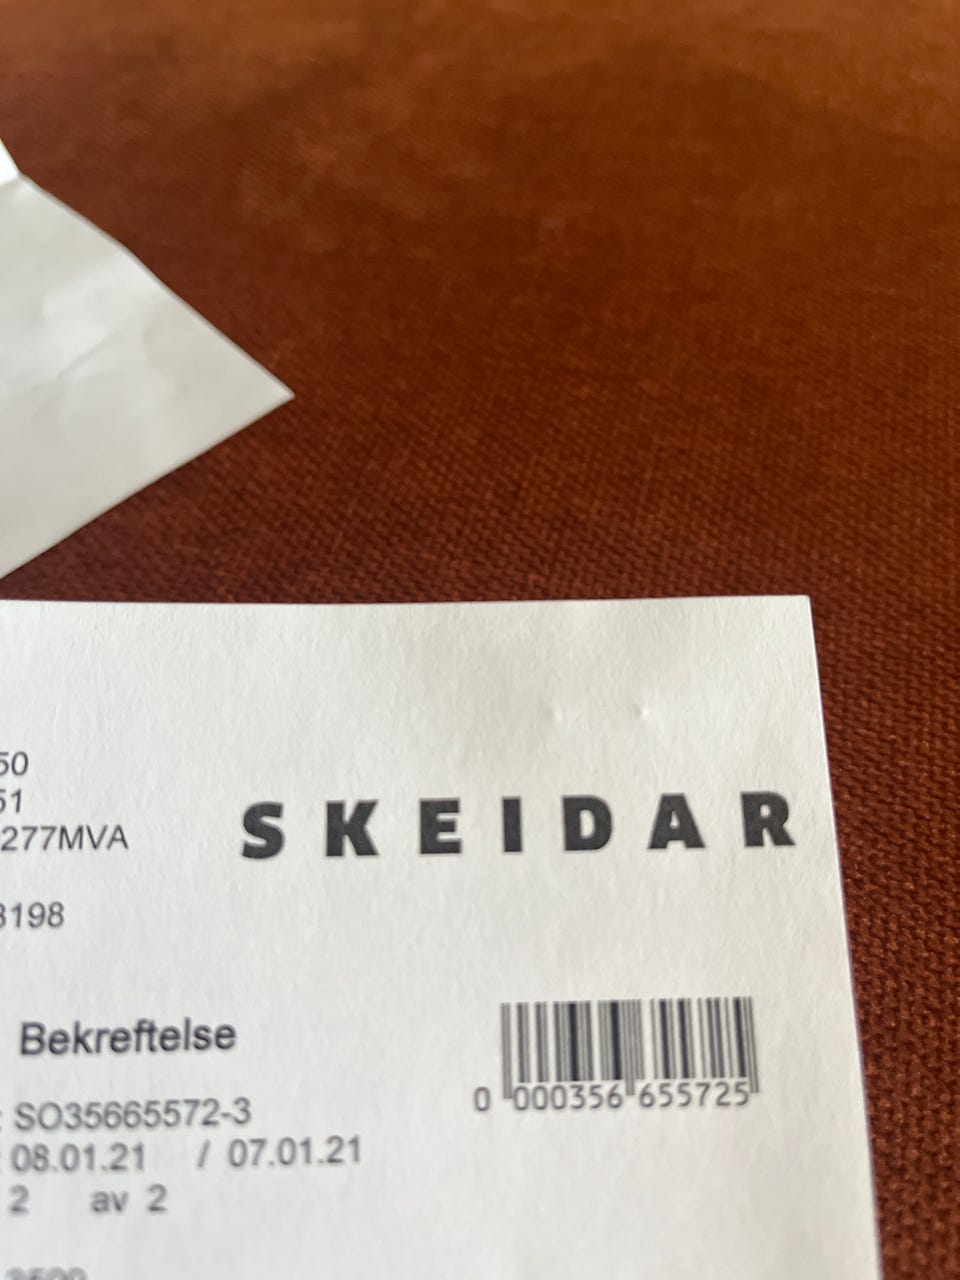 50
51
277MVA
SKEIDAR
3198
Bekreftelse
0 000356 655725
: SO35665572-3
: 08.01.21 / 07.01.21
2 av 2